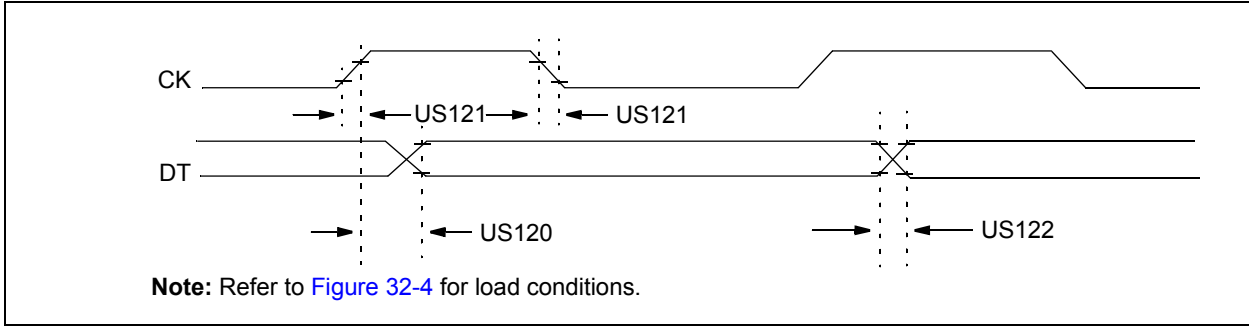 CK
US121
US121
DT
US120
US122
Note: Refer to Figure 32-4 for load conditions.